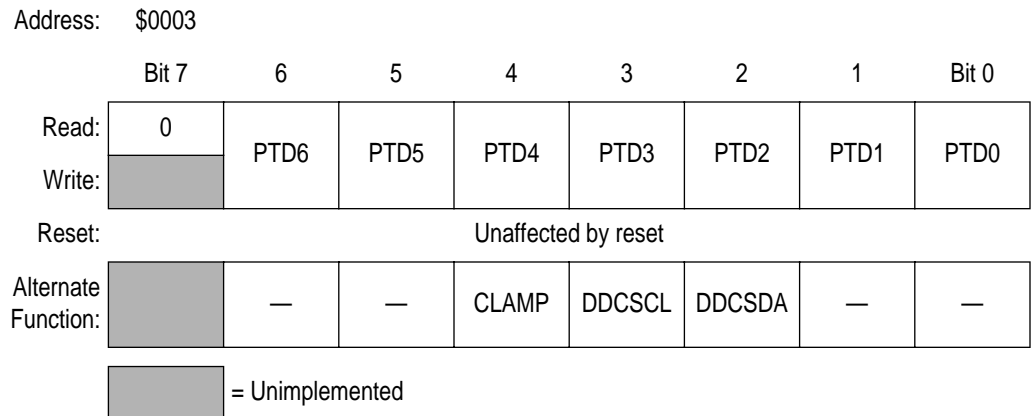 Address: $0003
Bit 7 6 5 4 3 2 1 Bit 0
Read: 0 PTD6 PTD5 PTD4 PTD3 PTD2 PTD1 PTD0
Write:
Reset: Unaffected by reset
Alternate
Function: — — CLAMP DDCSCL DDCSDA — —
= Unimplemented